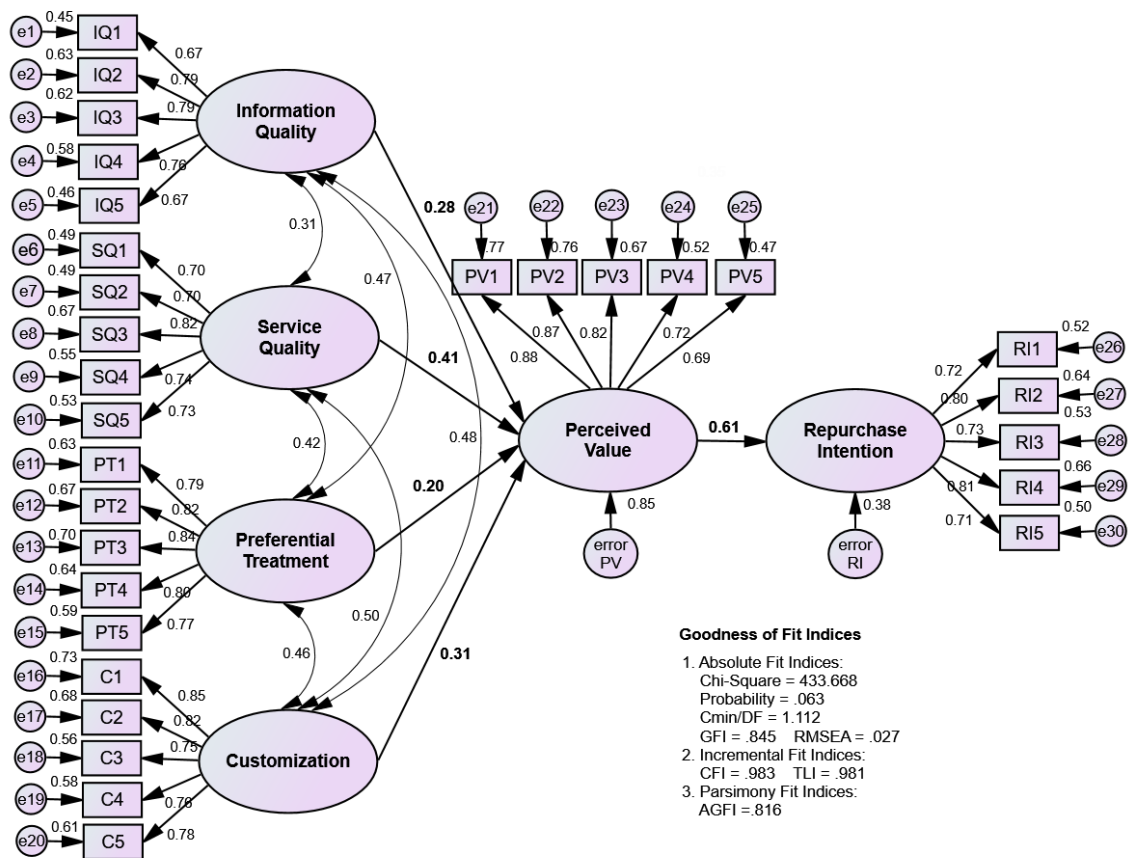 e1
0.45
IQ1
0.67
e2
0.63
IQ2
0.79
e3
0.62
IQ3
0.79
e4
0.58
IQ4
0.76
e5
0.46
IQ5
0.67
Information
Quality
e6
0.49
SQ1
0.70
e7
0.49
SQ2
0.70
e8
0.67
SQ3
0.82
e9
0.55
SQ4
0.74
e10
0.53
SQ5
0.73
Service
Quality
e11
0.63
PT1
0.79
e12
0.67
PT2
0.82
e13
0.70
PT3
0.84
e14
0.64
PT4
0.80
e15
0.59
PT5
0.77
Preferential
Treatment
e16
0.73
C1
0.85
e17
0.68
C2
0.82
e18
0.56
C3
0.75
e19
0.58
C4
0.76
e20
0.61
C5
0.78
Customization
0.31
0.47
0.48
0.42
0.50
0.46
0.28
0.41
0.20
0.31
e21
e22
e23
e24
e25
.77
0.76
0.67
0.52
0.47
PV1
PV2
PV3
PV4
PV5
0.87
0.82
0.72
0.88
0.69
Perceived
Value
0.85
error
PV
0.61
Repurchase
Intention
0.38
error
RI
0.72
RI1
0.52
e26
0.80
RI2
0.64
e27
0.73
RI3
0.53
e28
0.81
RI4
0.66
e29
0.71
RI5
0.50
e30
Goodness of Fit Indices
1. Absolute Fit Indices:
Chi-Square = 433.668
Probability = .063
Cmin/DF = 1.112
GFI = .845 RMSEA = .027
2. Incremental Fit Indices:
CFI = .983 TLI = .981
3. Parsimony Fit Indices:
AGFI =.816